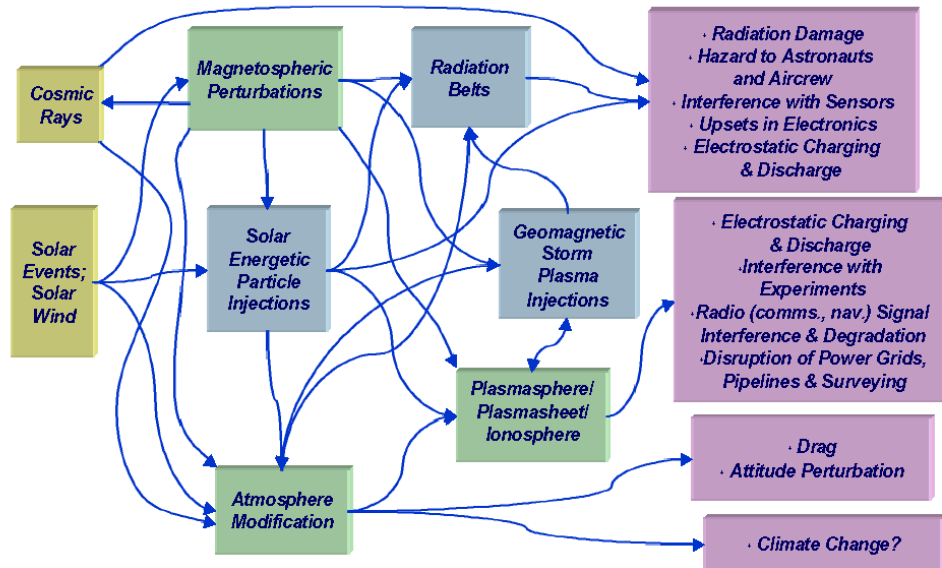 Cosmic
Rays
Magnetospheric
Perturbations
Radiation
Belts
· Radiation Damage
· Hazard to Astronauts
and Aircrew
· Interference with Sensors
· Upsets in Electronics
· Electrostatic Charging
& Discharge
Solar
Events;
Solar
Wind
Solar
Energetic
Particle
Injections
Geomagnetic
Storm
Plasma
Injections
· Electrostatic Charging
& Discharge
· Interference with
Experiments
· Radio (comms., nav.) Signal
Interference & Degradation
· Disruption of Power Grids,
Pipelines & Surveying
Plasmasphere/
Plasmasheet/
Ionosphere
· Drag
· Attitude Perturbation
Atmosphere
Modification
· Climate Change?